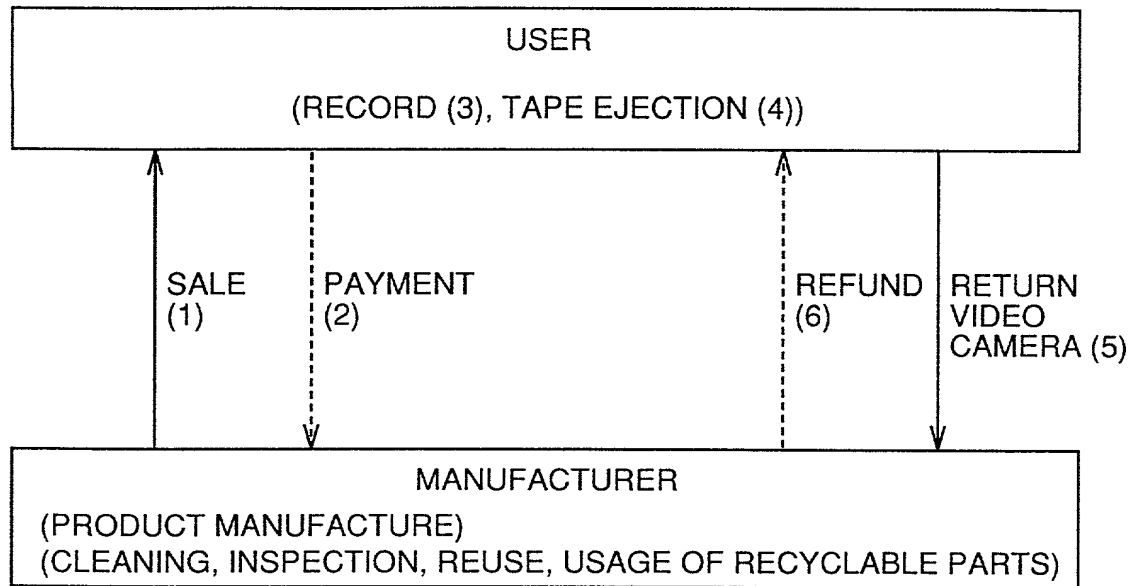 USER
(RECORD (3), TAPE EJECTION (4))
SALE
(1)
PAYMENT
(2)
REFUND
(6)
RETURN
VIDEO
CAMERA (5)
MANUFACTURER
(PRODUCT MANUFACTURE)
(CLEANING, INSPECTION, REUSE, USAGE OF RECYCLABLE PARTS)